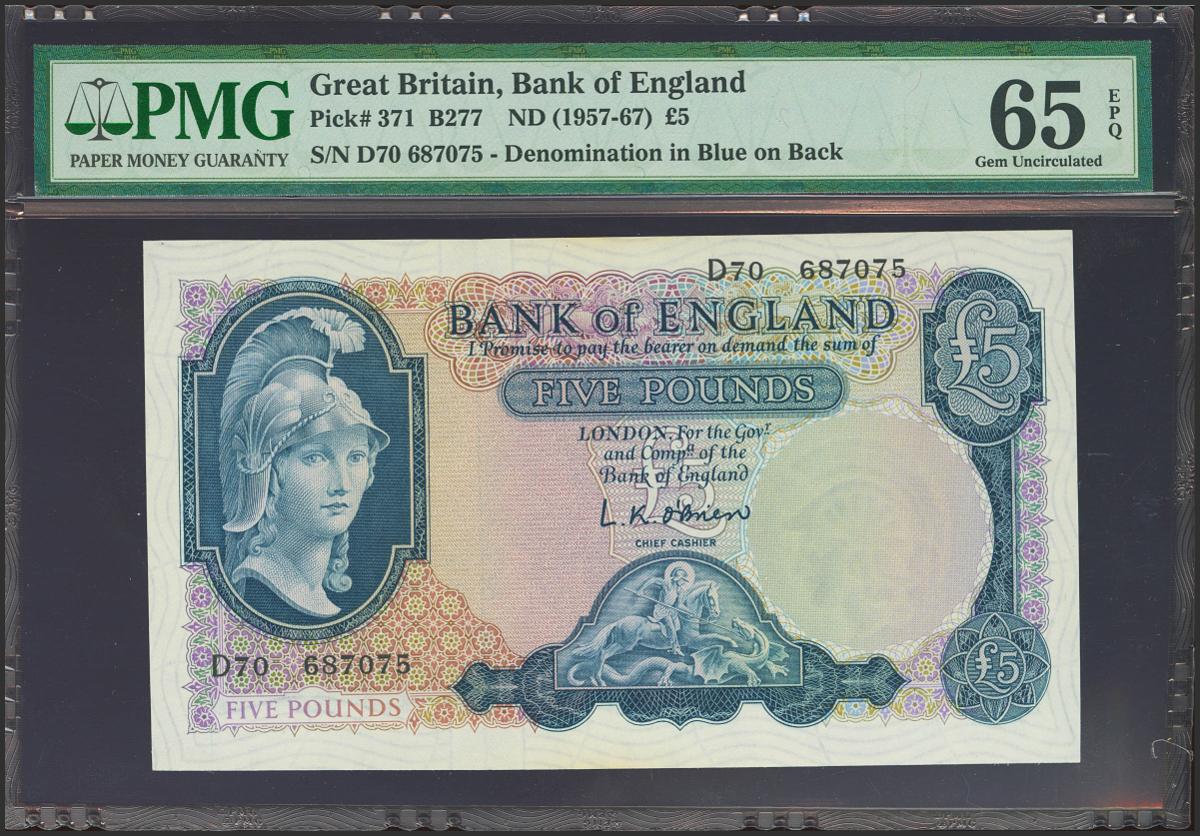 PMG
PAPER MONEY GUARANTY
Great Britain, Bank of England
Pick# 371 B277 ND (1957-67) £5
S/N D70 687075 - Denomination in Blue on Back
65
EPQ
Gem Uncirculated
D70 687075
BANK of ENGLAND
I Promise to pay the bearer on demand the sum of
FIVE POUNDS
£5
LONDON, For the Govr
and Compa of the
Bank of England
£5
L.K. O'Brien
CHIEF CASHIER
D70 687075
FIVE POUNDS
£5